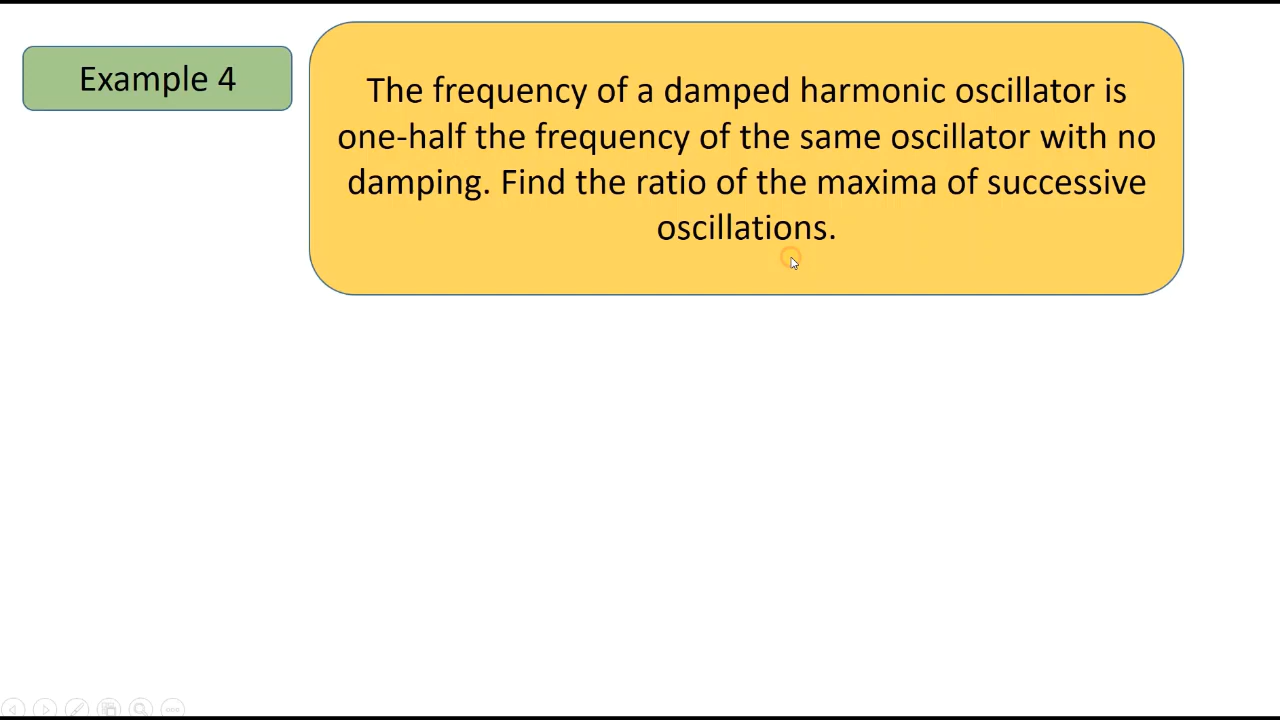 Example 4
The frequency of a damped harmonic oscillator is
one-half the frequency of the same oscillator with no
damping. Find the ratio of the maxima of successive
oscillations.